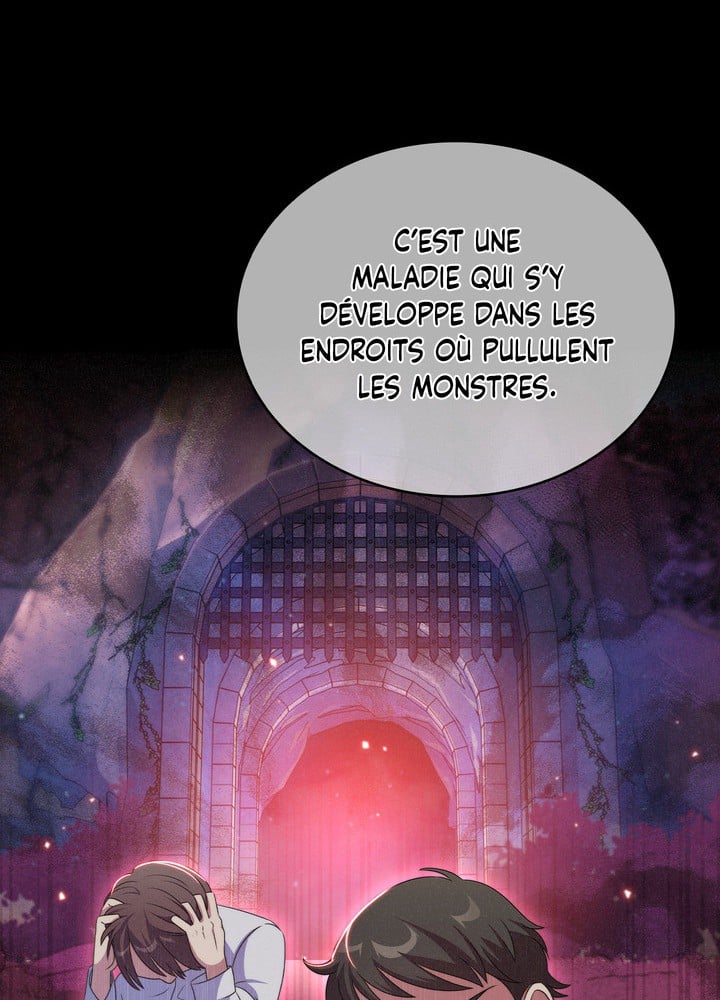 C'EST UNE
MALADIE QUI S'Y
DÉVELOPPE DANS LES
ENDROITS OÙ PULLULENT
LES MONSTRES.